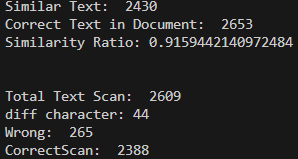 Similar Text:  2430
Correct Text in Document:  2653
Similarity Ratio: 0.9159442140972484
Total Text Scan:  2609
diff character: 44
Wrong:  265
CorrectScan:  2388